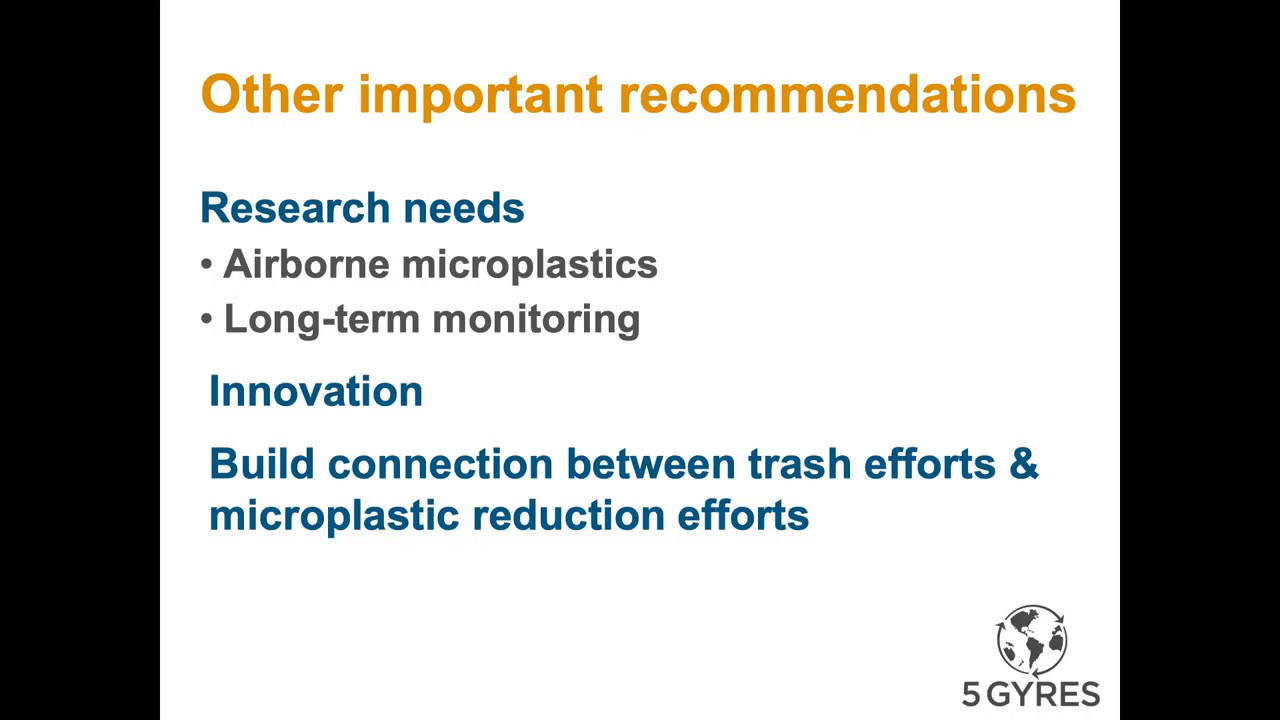 Other important recommendations
Research needs
• Airborne microplastics
• Long-term monitoring
Innovation
Build connection between trash efforts &
microplastic reduction efforts
5 GYRES